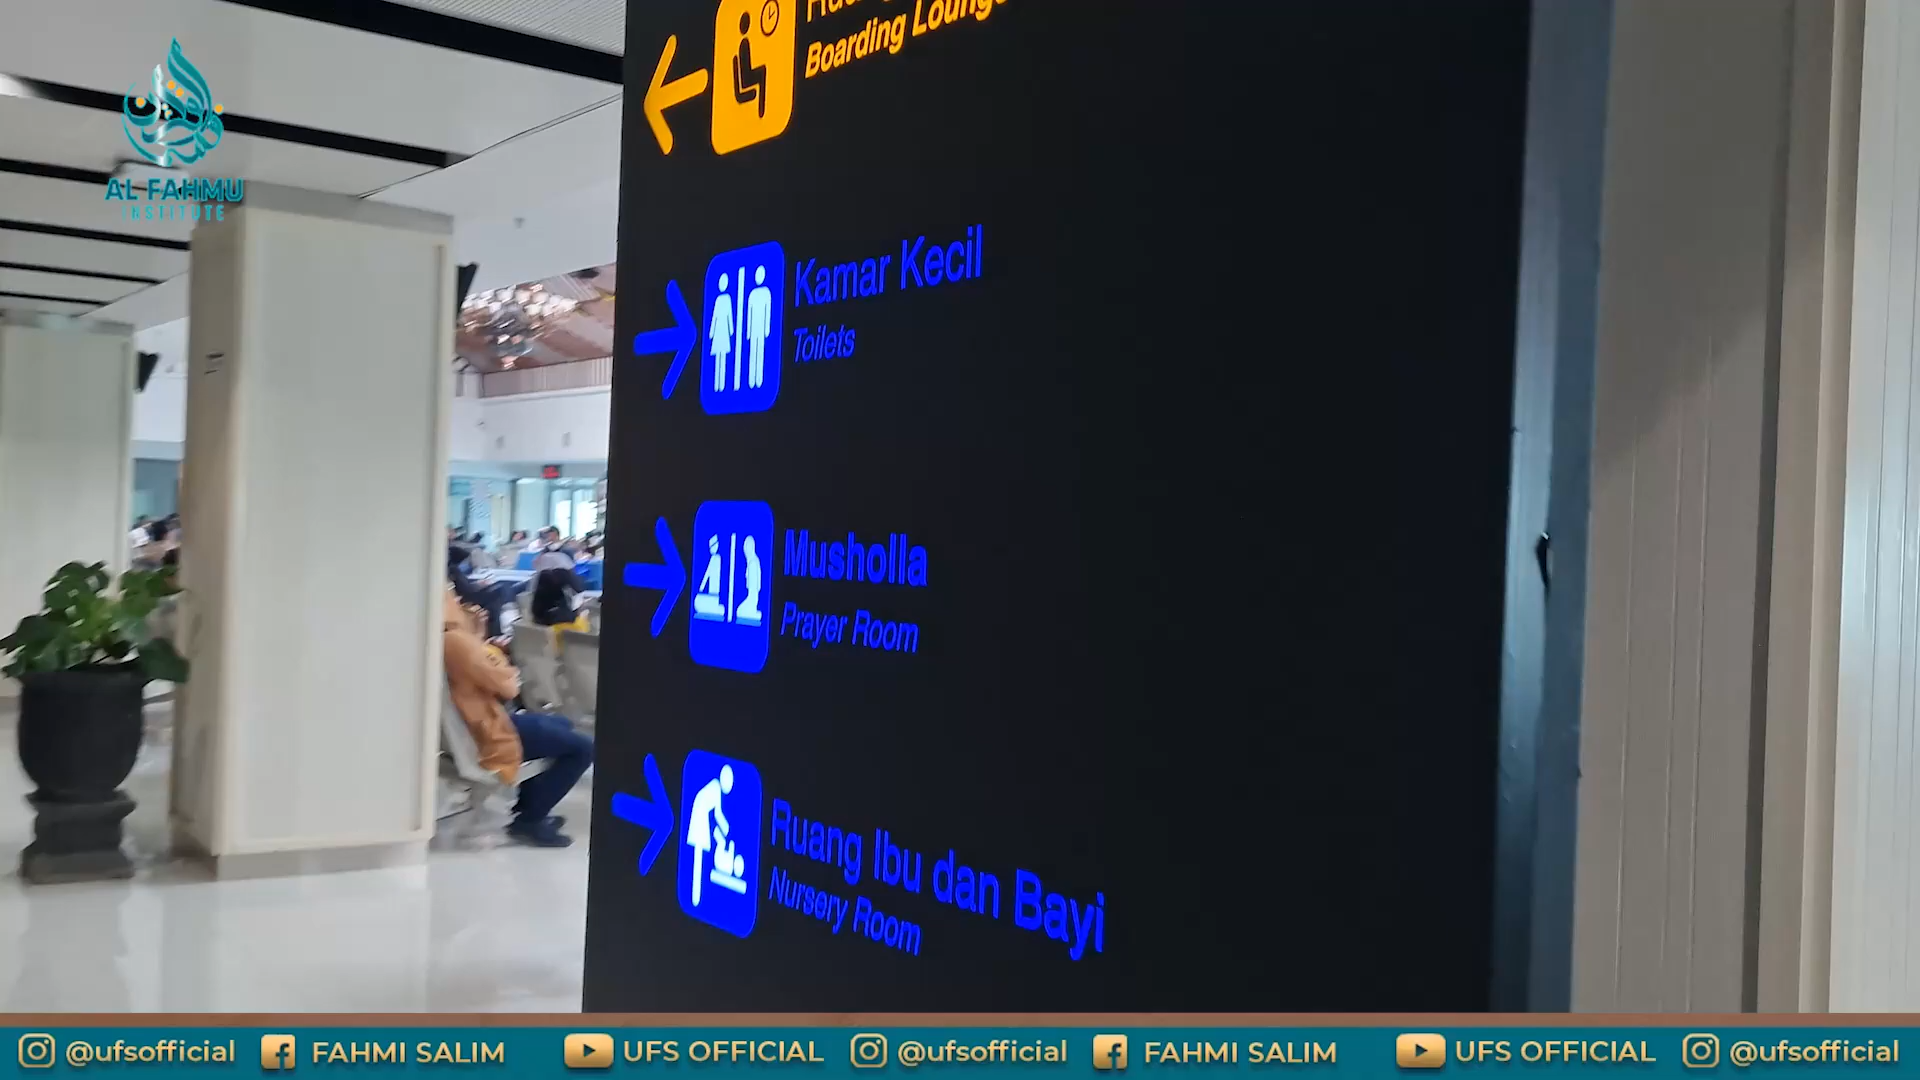 AL FAHMU
INSTITUTE
Boarding Lounge
Kamar Kecil
Toilets
Musholla
Prayer Room
Ruang Ibu dan Bayi
Nursery Room
@ufsofficial FAHMI SALIM UFS OFFICIAL @ufsofficial FAHMI SALIM UFS OFFICIAL @ufsofficial